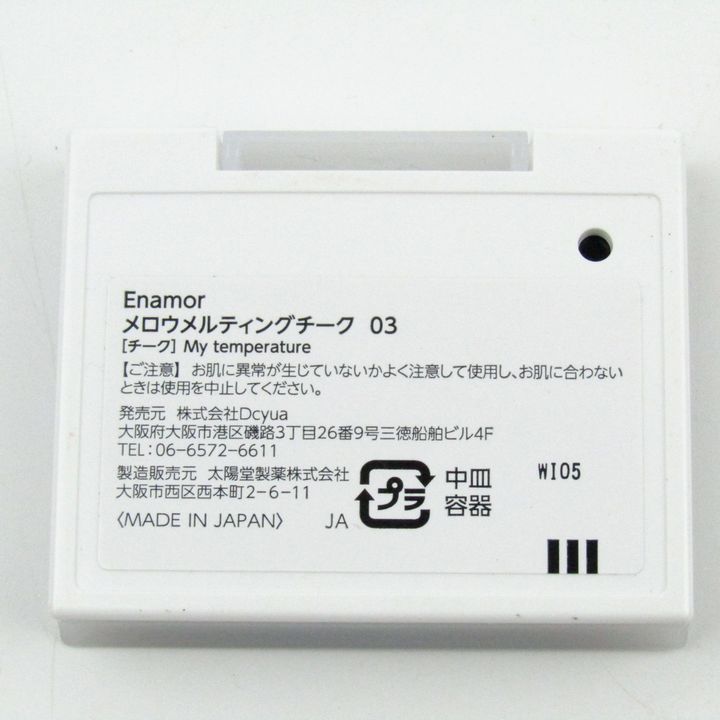 Enamor
メロウメルティングチーク 03
[チーク] My temperature
【ご注意】 お肌に異常が生じていないかよく注意して使用し、お肌に合わない
ときは使用を中止してください。
発売元 株式会社Dcyua
大阪府大阪市港区磯路3丁目26番9号三徳船舶ビル4F
TEL:06-6572-6611
製造販売元 太陽堂製薬株式会社
大阪市西区西本町2-6-11
〈MADE IN JAPAN〉 JA
プラ
中皿
容器
WI05